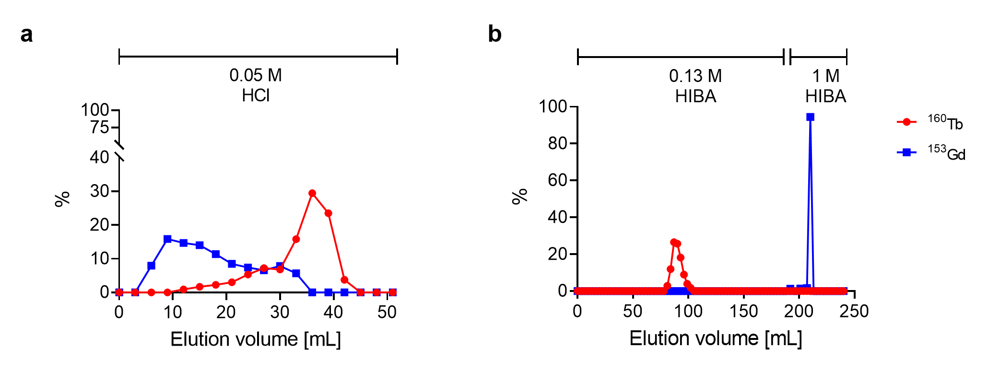 a
0.05 M
HCl
100
75
40
30
20
10
0
%
0 10 20 30 40 50
Elution volume [mL]
b
0.13 M
HIBA
1 M
HIBA
100
80
60
40
20
0
%
0 50 100 150 200 250
Elution volume [mL]
160Tb
153Gd